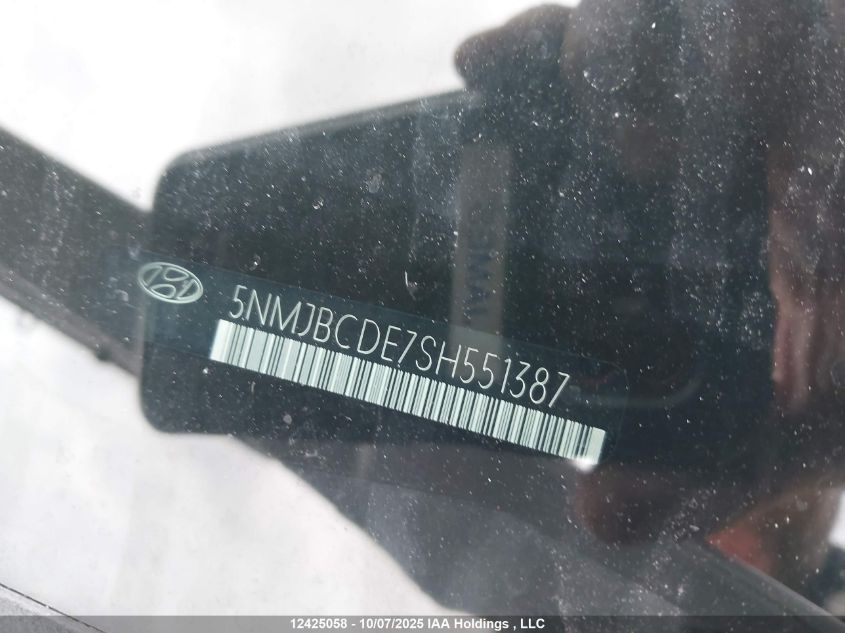 5NMJBCDE7SH551387
12425058 - 10/07/2025 IAA Holdings , LLC